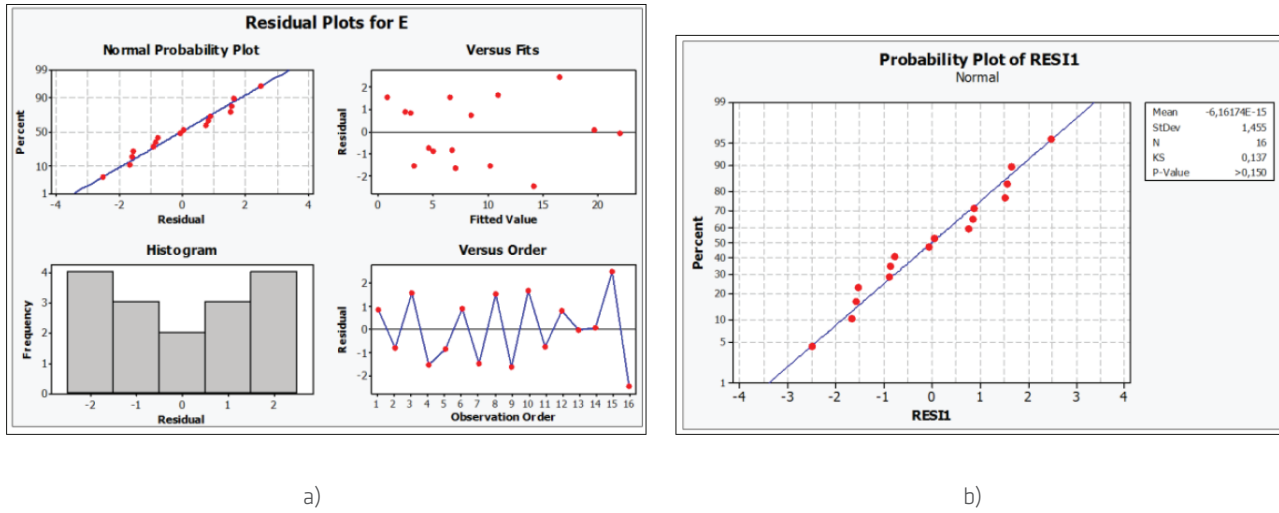 Residual Plots for E
Normal Probability Plot
99
90
50
10
1
Percent
-4 -2 0 2 4
Residual
Versus Fits
2
1
0
-1
-2
Residual
0 5 10 15 20
Fitted Value
Histogram
4
3
2
1
0
Frequency
-2 -1 0 1 2
Residual
Versus Order
2
1
0
-1
-2
Residual
1 2 3 4 5 6 7 8 9 10 11 12 13 14 15 16
Observation Order
a)
Probability Plot of RESI1
Normal
99
95
90
80
70
60
50
40
30
20
10
5
1
Percent
-4 -3 -2 -1 0 1 2 3 4
RESI1
Mean -6,16174E-15
StDev 1,455
N 16
KS 0,137
P-Value >0,150
b)